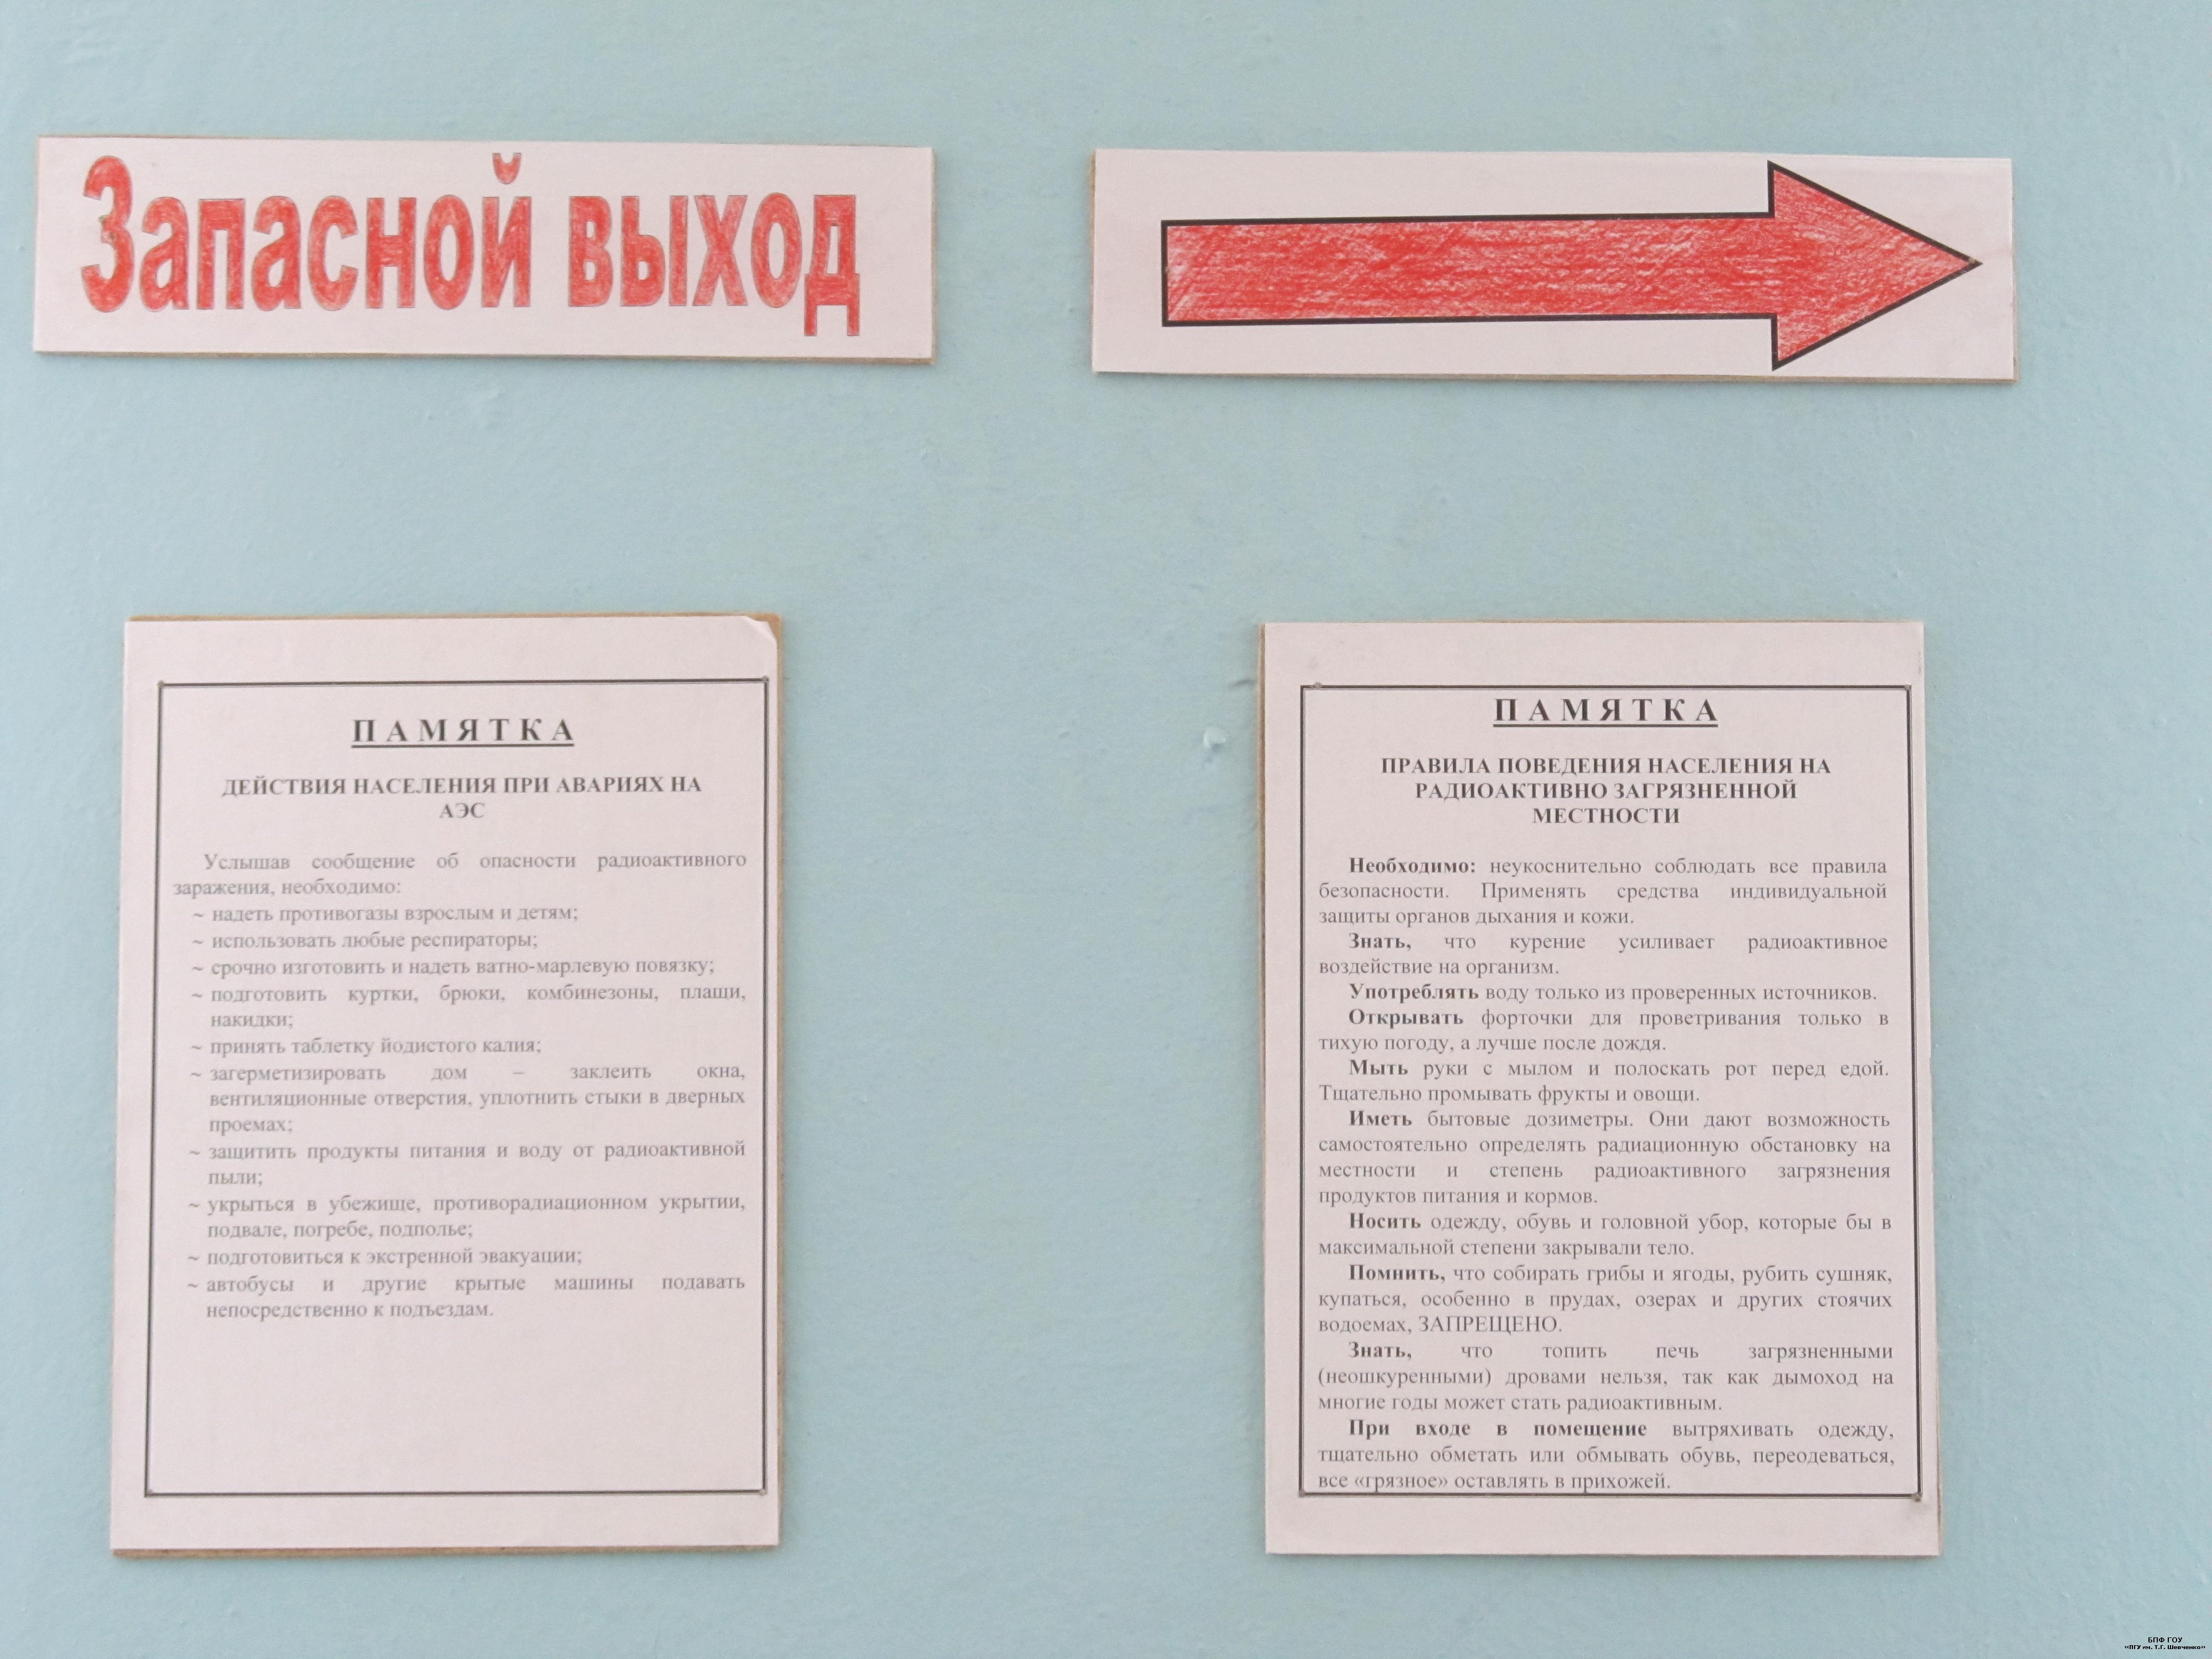 Запасной выход
ПАМЯТКА
ДЕЙСТВИЯ НАСЕЛЕНИЯ ПРИ АВАРИЯХ НА
АЭС
Услышав сообщение об опасности радиоактивного
заражения, необходимо:
~ надеть противогазы взрослым и детям;
~ использовать любые респираторы;
~ срочно изготовить и надеть ватно-марлевую повязку;
~ подготовить куртки, брюки, комбинезоны, плащи,
накидки;
~ принять таблетку йодистого калия;
~ загерметизировать дом – заклеить окна,
вентиляционные отверстия, уплотнить стыки в дверных
проемах;
~ защитить продукты питания и воду от радиоактивной
пыли;
~ укрыться в убежище, противорадиационном укрытии,
подвале, погребе, подполье;
~ подготовиться к экстренной эвакуации;
~ автобусы и другие крытые машины подавать
непосредственно к подъездам.
ПАМЯТКА
ПРАВИЛА ПОВЕДЕНИЯ НАСЕЛЕНИЯ НА
РАДИОАКТИВНО ЗАГРЯЗНЕННОЙ
МЕСТНОСТИ
Необходимо: неукоснительно соблюдать все правила
безопасности. Применять средства индивидуальной
защиты органов дыхания и кожи.
Знать, что курение усиливает радиоактивное
воздействие на организм.
Употреблять воду только из проверенных источников.
Открывать форточки для проветривания только в
тихую погоду, а лучше после дождя.
Мыть руки с мылом и полоскать рот перед едой.
Тщательно промывать фрукты и овощи.
Иметь бытовые дозиметры. Они дают возможность
самостоятельно определять радиационную обстановку на
местности и степень радиоактивного загрязнения
продуктов питания и кормов.
Носить одежду, обувь и головной убор, которые бы в
максимальной степени закрывали тело.
Помнить, что собирать грибы и ягоды, рубить сушняк,
купаться, особенно в прудах, озерах и других стоячих
водоемах, ЗАПРЕЩЕНО.
Знать, что топить печь загрязненными
(неошкуренными) дровами нельзя, так как дымоход на
многие годы может стать радиоактивным.
При входе в помещение вытряхивать одежду,
тщательно обметать или обмывать обувь, переодеваться,
все «грязное» оставлять в прихожей.
БПФ ГОУ
«ПГУ им. Т.Г. Шевченко»